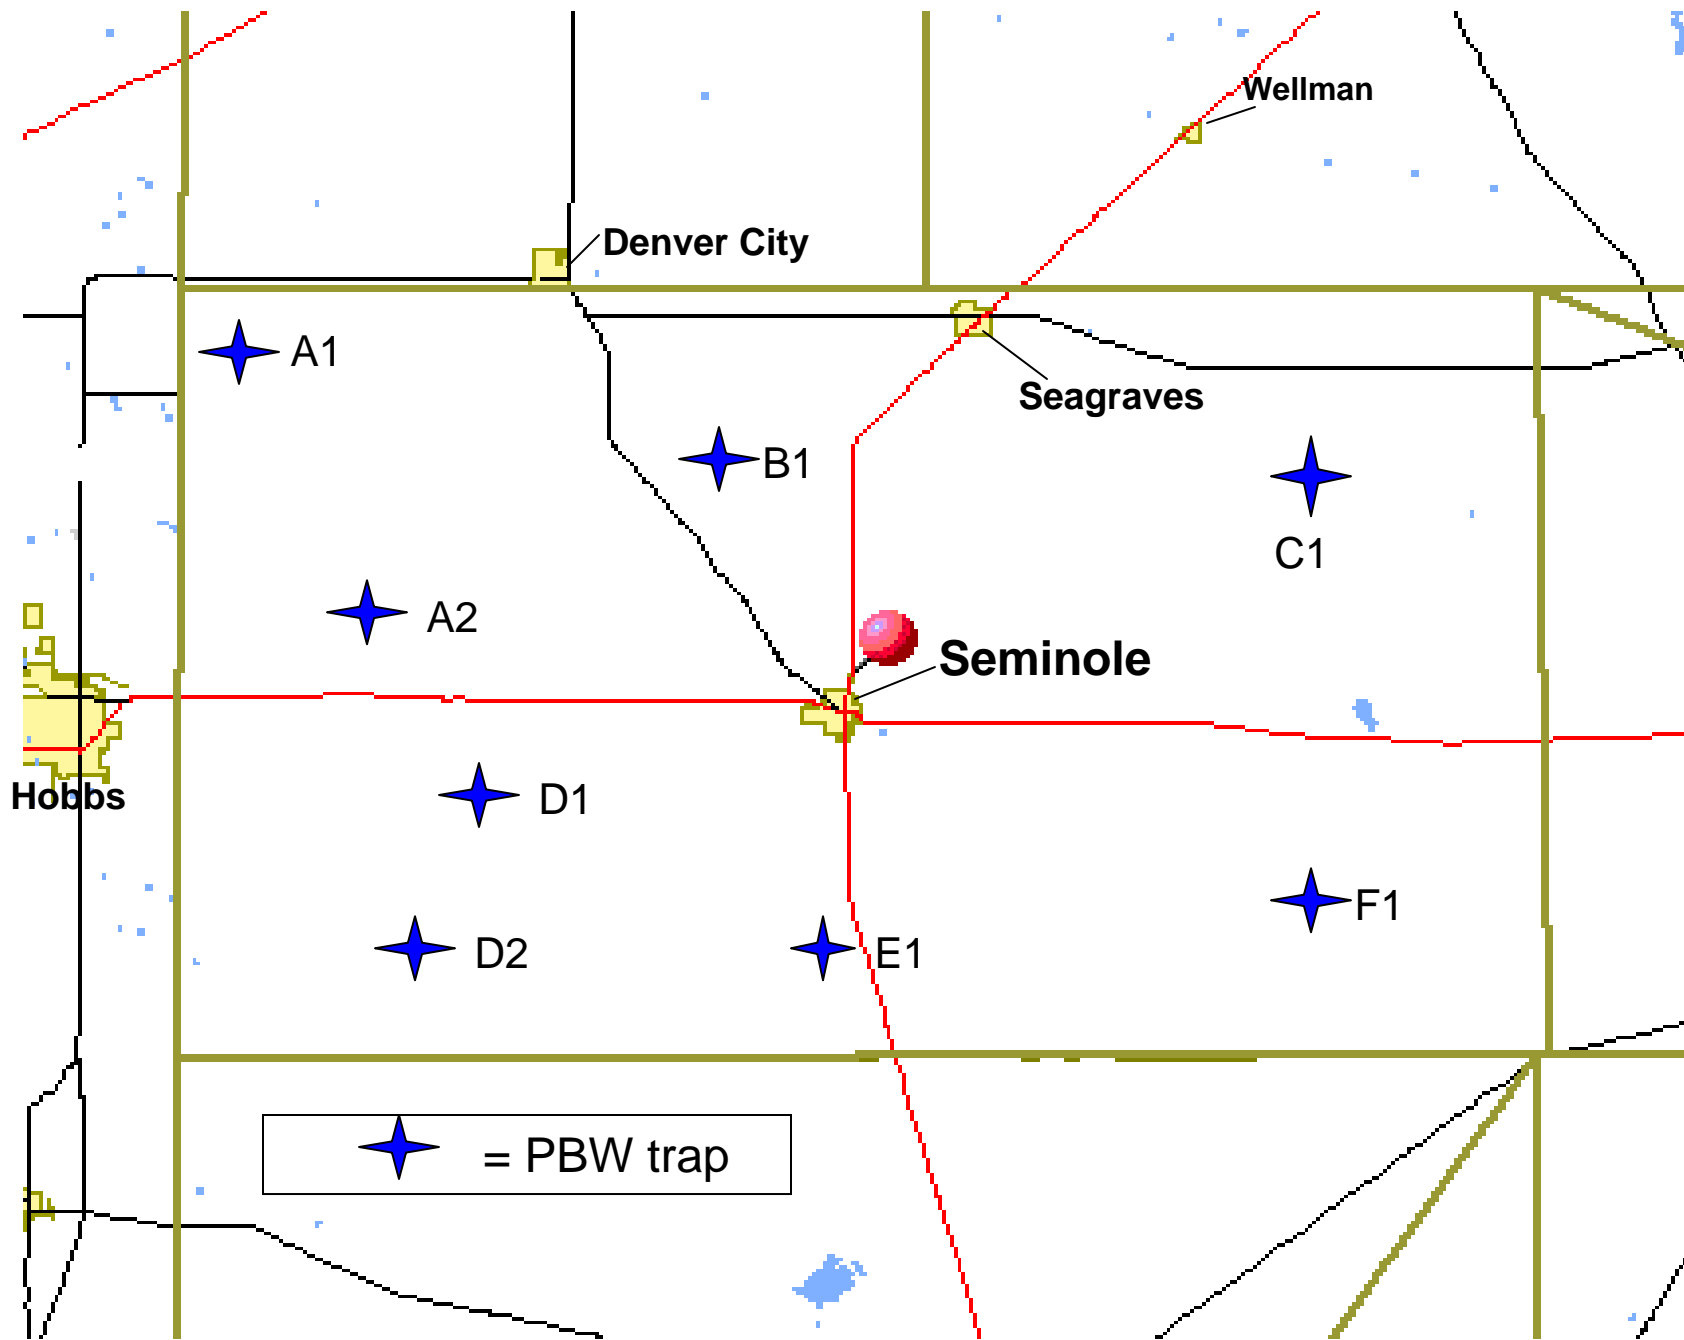 Wellman
Denver City
A1
Seagraves
B1
C1
A2
Seminole
Hobbs
D1
F1
D2
E1
= PBW trap